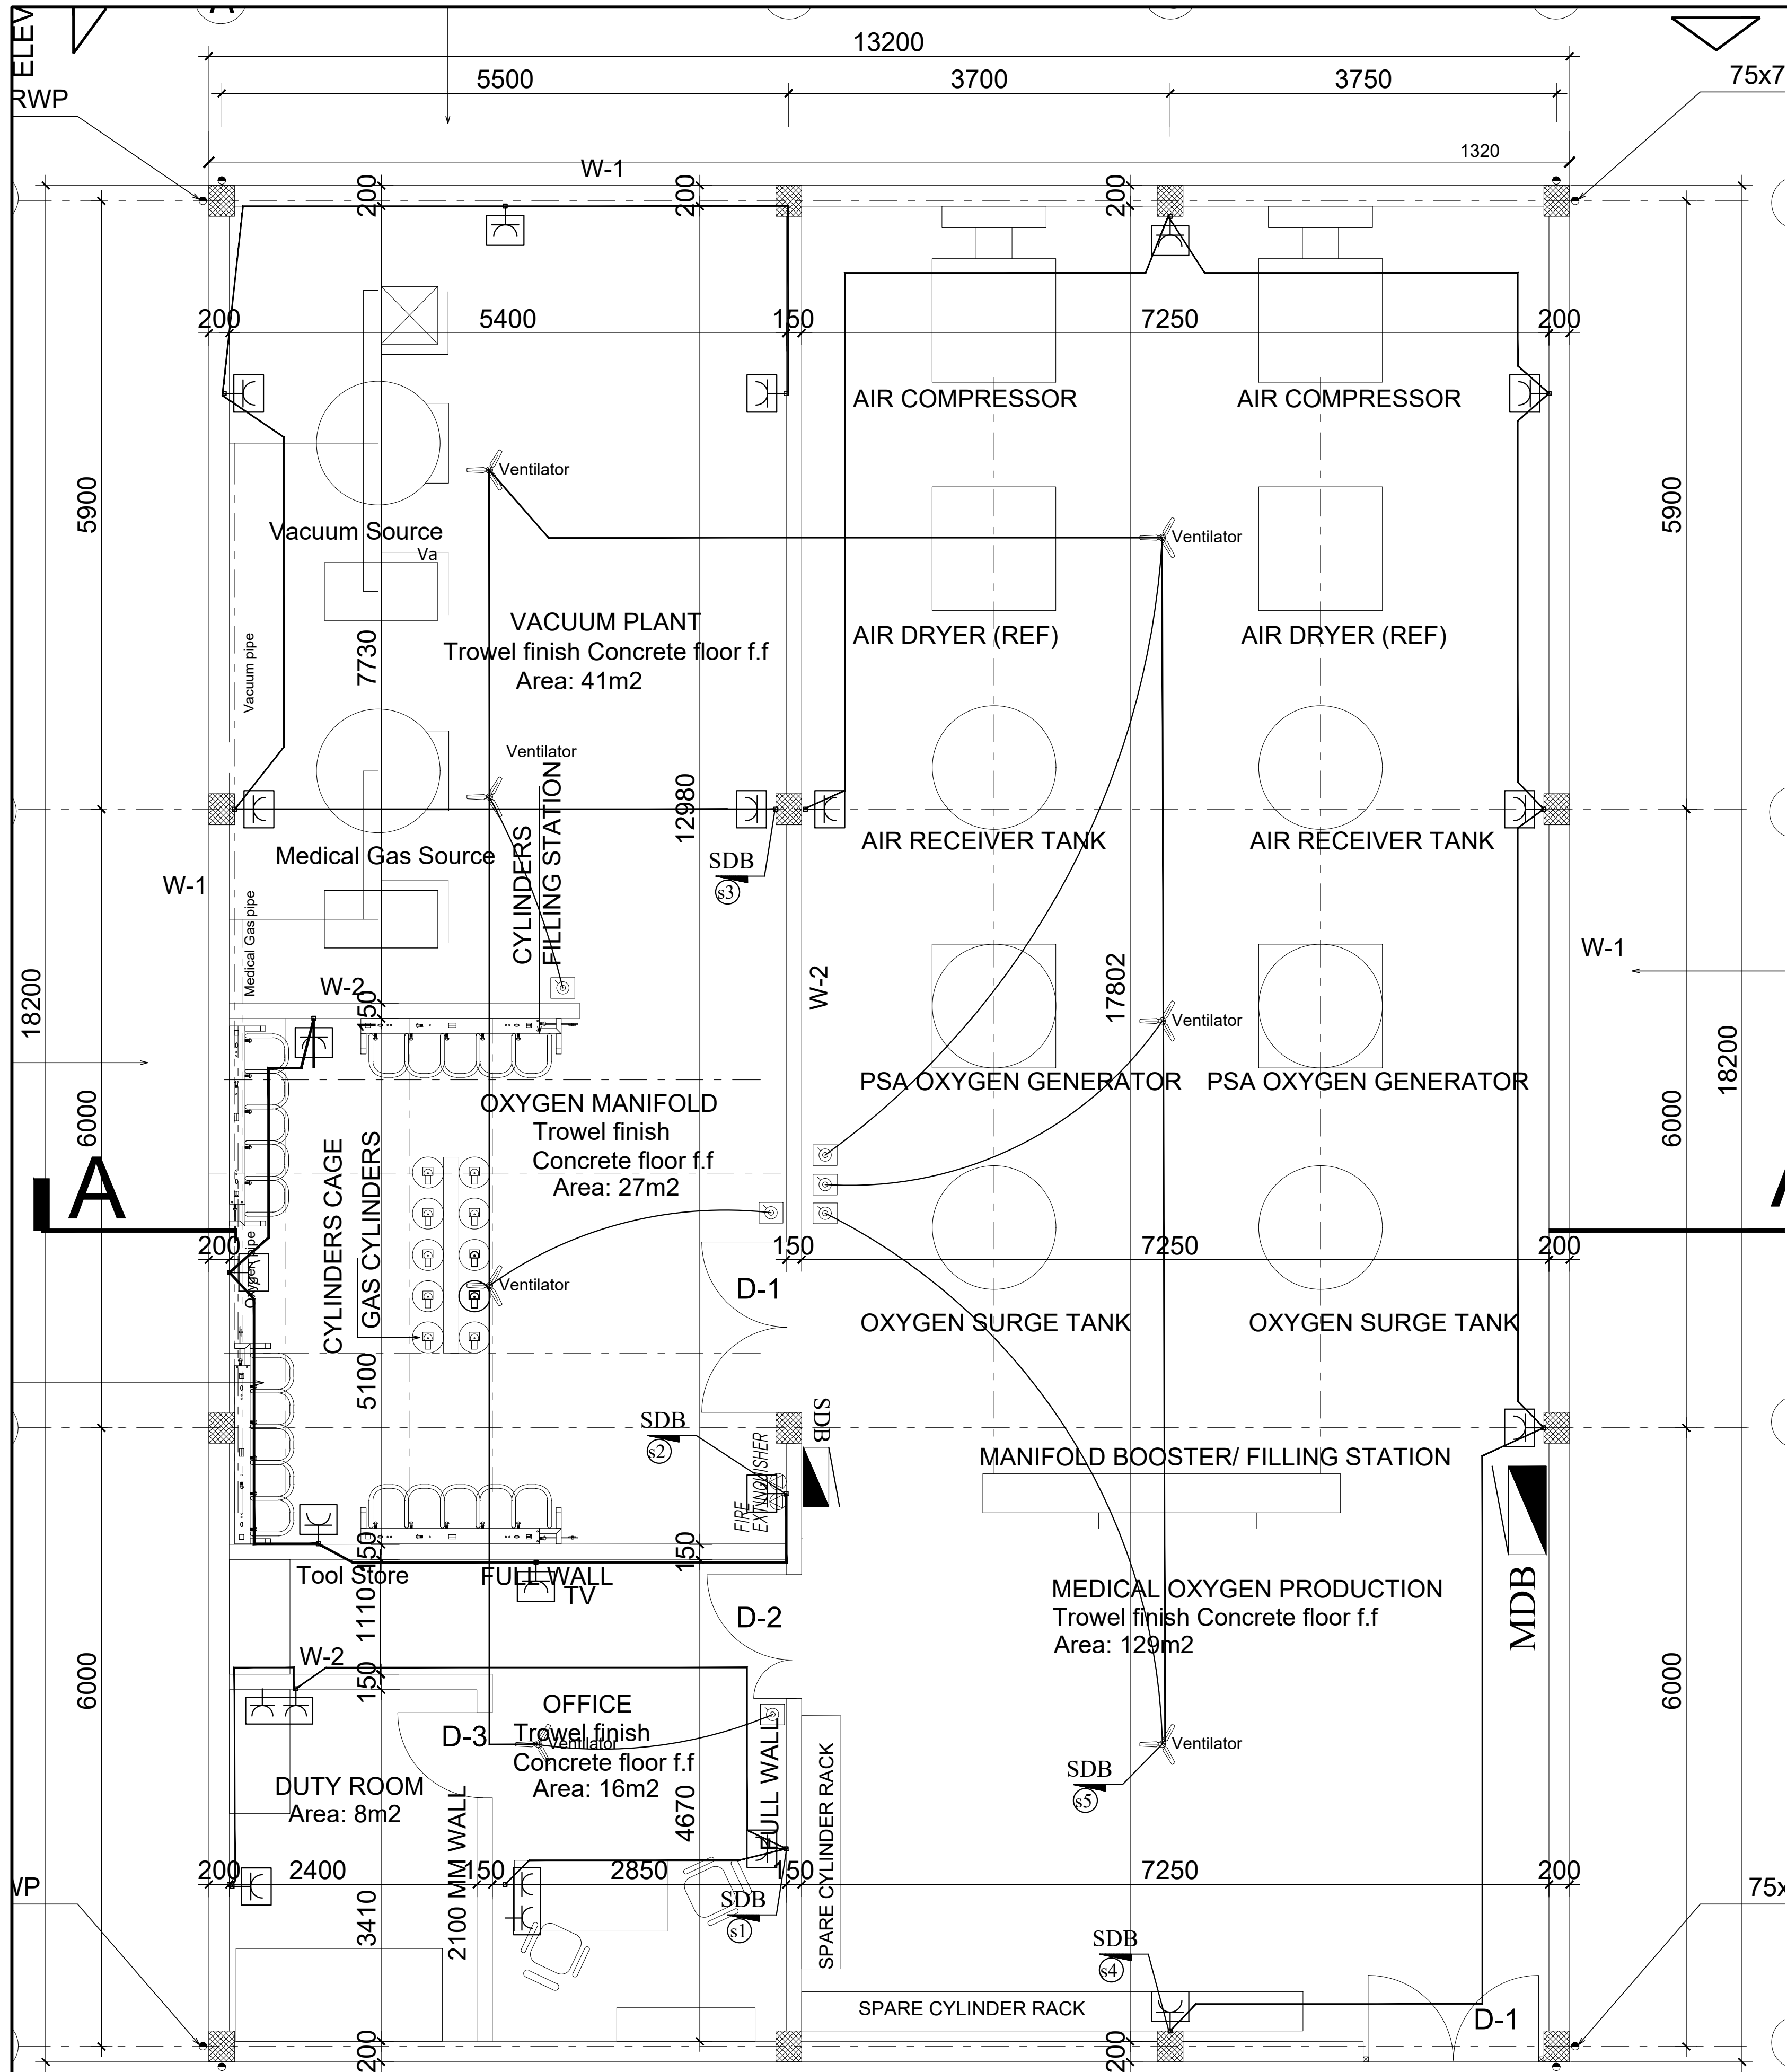 ELEV
A
13200
5500
3700
3750
75x7
RWP
1320
W-1
200
200
200
200
5400
150
7250
200
AIR COMPRESSOR
AIR COMPRESSOR
Ventilator
5900
5900
Vacuum Source
Va
Ventilator
VACUUM PLANT
Trowel finish Concrete floor f.f
Area: 41m2
7730
Vacuum pipe
AIR DRYER (REF)
AIR DRYER (REF)
Ventilator
CYLINDERS
FILLING STATION
12980
Medical Gas Source
AIR RECEIVER TANK
AIR RECEIVER TANK
SDB
s3
W-1
Medical Gas pipe
W-2
150
W-2
17802
W-1
18200
18200
Ventilator
PSA OXYGEN GENERATOR
PSA OXYGEN GENERATOR
OXYGEN MANIFOLD
Trowel finish
Concrete floor f.f
Area: 27m2
6000
6000
A
A
CYLINDERS CAGE
GAS CYLINDERS
200
Oxygen pipe
150
7250
200
D-1
Ventilator
OXYGEN SURGE TANK
OXYGEN SURGE TANK
5100
SDB
s2
SDB
FIRE
EXTINQUISHER
MANIFOLD BOOSTER/ FILLING STATION
150
150
Tool Store
FULL WALL
TV
1110
D-2
MEDICAL OXYGEN PRODUCTION
Trowel finish Concrete floor f.f
Area: 129m2
MDB
W-2
150
6000
6000
OFFICE
Trowel finish
Ventilator
Concrete floor f.f
Area: 16m2
D-3
FULL WALL
Ventilator
DUTY ROOM
Area: 8m2
SDB
s5
4670
2100 MM WALL
SPARE CYLINDER RACK
200
2400
150
2850
150
7250
200
WP
75x
3410
SDB
s1
SDB
s4
SPARE CYLINDER RACK
D-1
200
200